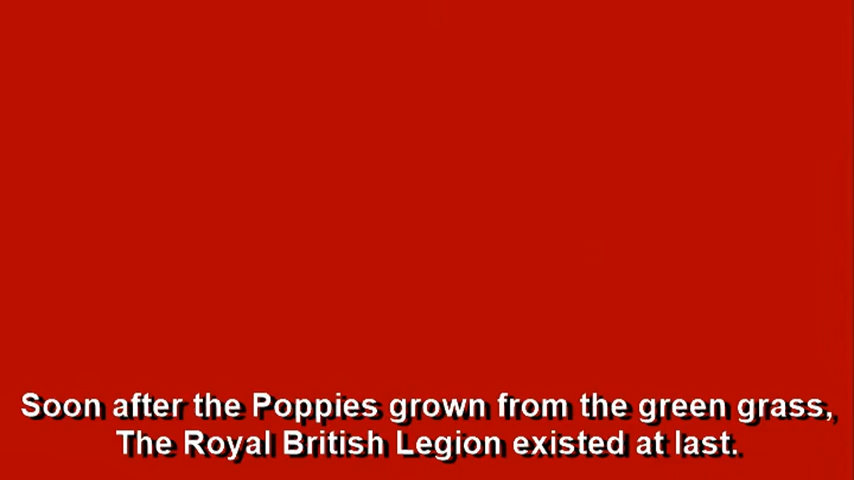 Soon after the Poppies grown from the green grass,
The Royal British Legion existed at last.